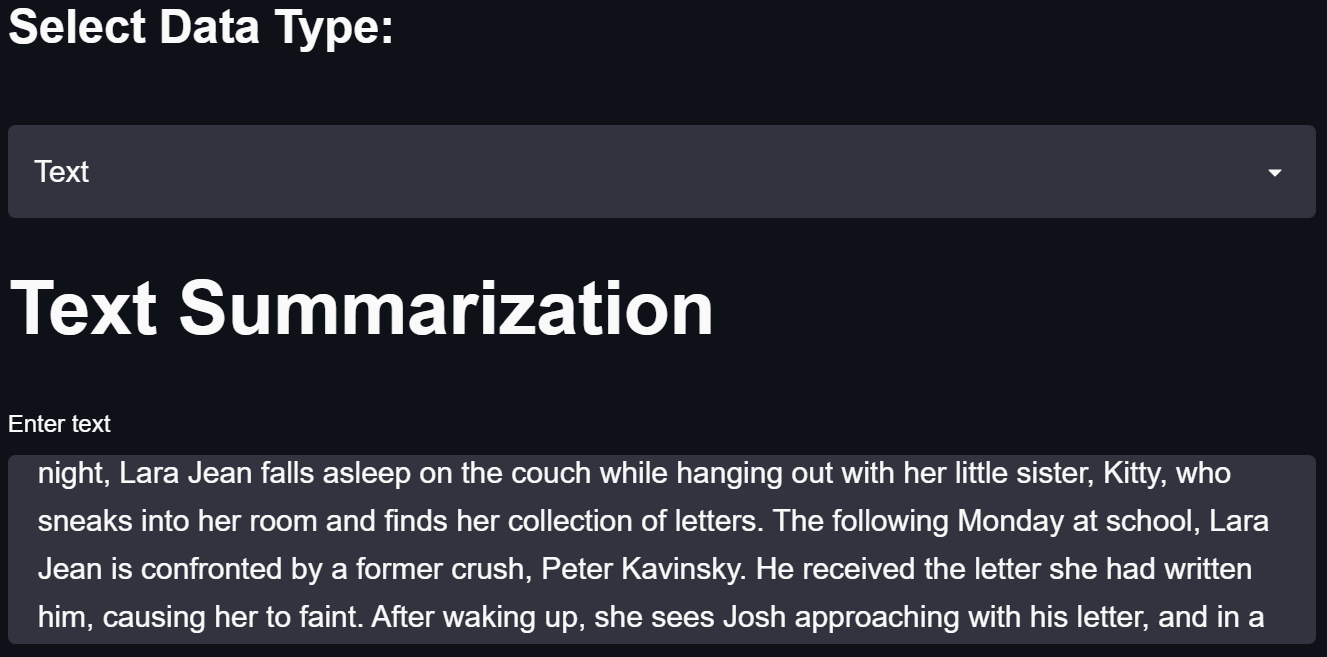 Select Data Type:
Text
Text Summarization
Enter text
night, Lara Jean falls asleep on the couch while hanging out with her little sister, Kitty, who
sneaks into her room and finds her collection of letters. The following Monday at school, Lara
Jean is confronted by a former crush, Peter Kavinsky. He received the letter she had written
him, causing her to faint. After waking up, she sees Josh approaching with his letter, and in a